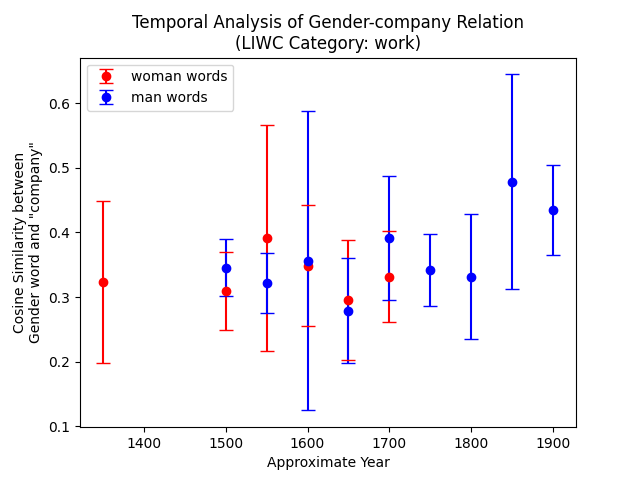 Temporal Analysis of Gender-company Relation
(LIWC Category: work)
woman words
man words
Cosine Similarity between
Gender word and "company"
0.6
0.5
0.4
0.3
0.2
0.1
1400 1500 1600 1700 1800 1900
Approximate Year